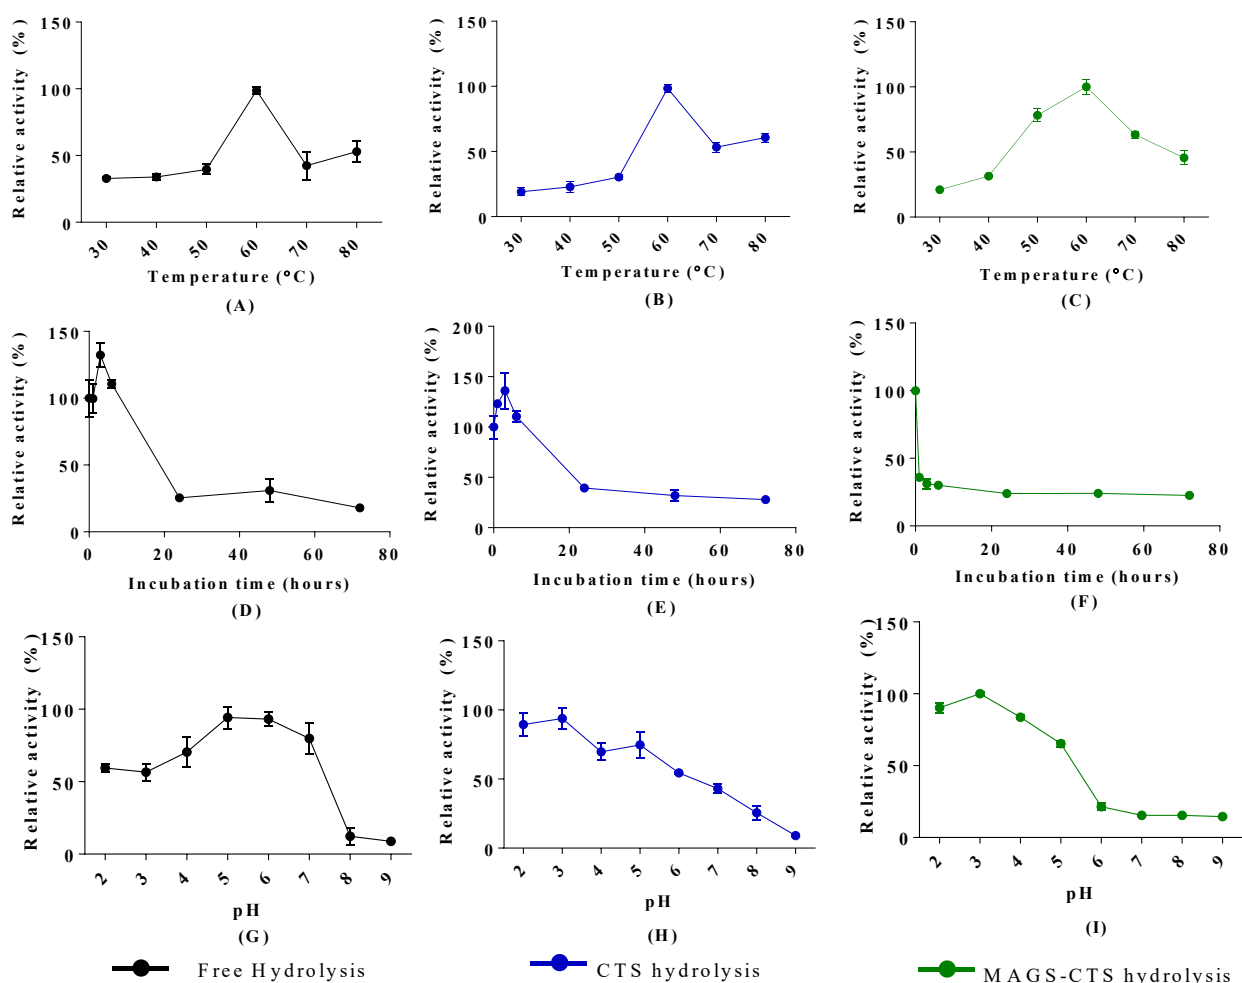 150
100
50
0
Relative activity (%)
30 40 50 60 70 80
Temperature (°C)
(A)
150
100
50
0
Relative activity (%)
30 40 50 60 70 80
Temperature (°C)
(B)
150
100
50
0
Relative activity (%)
30 40 50 60 70 80
Temperature (°C)
(C)
150
100
50
0
Relative activity (%)
0 20 40 60 80
Incubation time (hours)
(D)
200
150
100
50
0
Relative activity (%)
0 20 40 60 80
Incubation time (hours)
(E)
150
100
50
0
Relative activity (%)
0 20 40 60 80
Incubation time (hours)
(F)
150
100
50
0
Relative activity (%)
2 3 4 5 6 7 8 9
pH
(G)
150
100
50
0
Relative activity (%)
2 3 4 5 6 7 8 9
pH
(H)
150
100
50
0
Relative activity (%)
2 3 4 5 6 7 8 9
pH
(I)
Free Hydrolysis
CTS hydrolysis
MAGS-CTS hydrolysis